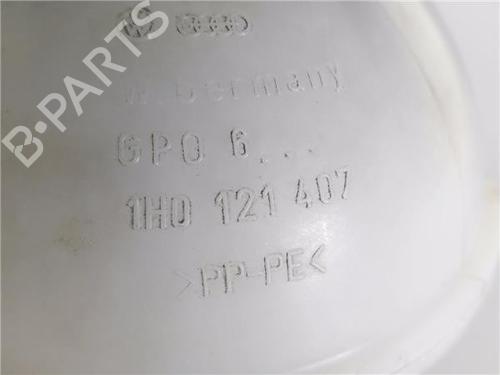 W. Germany
GPO 6...
1H0 121 407
>PP-PE<
B-PARTS